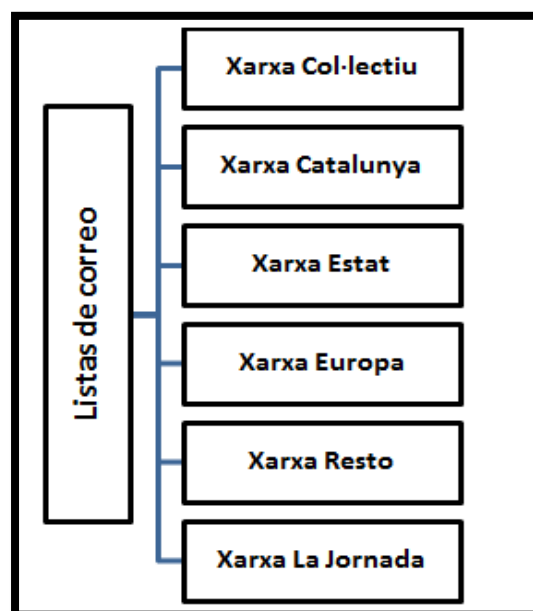 Listas de correo
Xarxa Col·lectiu
Xarxa Catalunya
Xarxa Estat
Xarxa Europa
Xarxa Resto
Xarxa La Jornada